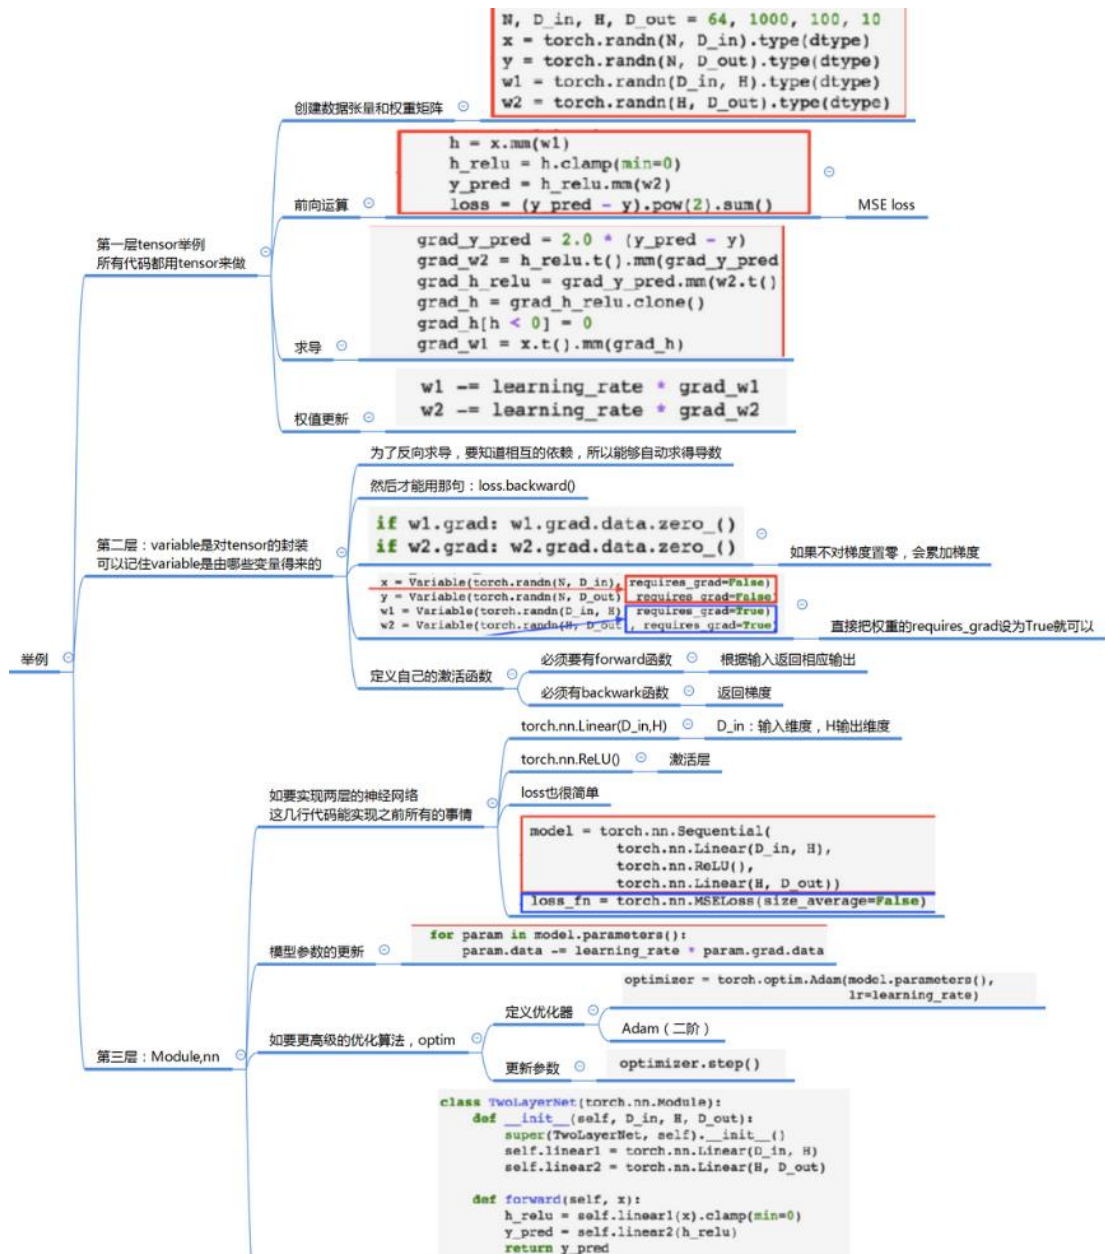 N, D_in, H, D_out = 64, 1000, 100, 10
x = torch.randn(N, D_in).type(dtype)
y = torch.randn(N, D_out).type(dtype)
w1 = torch.randn(D_in, H).type(dtype)
w2 = torch.randn(H, D_out).type(dtype)
创建数据张量和权重矩阵
h = x.mm(w1)
h_relu = h.clamp(min=0)
y_pred = h_relu.mm(w2)
loss = (y_pred - y).pow(2).sum()
前向运算
MSE loss
第一层tensor举例
所有代码都用tensor来做
grad_y_pred = 2.0 * (y_pred - y)
grad_w2 = h_relu.t().mm(grad_y_pred
grad_h_relu = grad_y_pred.mm(w2.t()
grad_h = grad_h_relu.clone()
grad_h[h < 0] = 0
grad_w1 = x.t().mm(grad_h)
求导
w1 -= learning_rate * grad_w1
w2 -= learning_rate * grad_w2
权值更新
为了反向求导，要知道相互的依赖，所以能够自动求得导数
然后才能用那句：loss.backward()
if w1.grad: w1.grad.data.zero_()
if w2.grad: w2.grad.data.zero_()
如果不对梯度置零，会累加梯度
第二层：variable是对tensor的封装
可以记住variable是由哪些变量得来的
x = Variable(torch.randn(N, D_in), requires_grad=False)
y = Variable(torch.randn(N, D_out) requires_grad=False
w1 = Variable(torch.randn(D_in, H) requires_grad=True)
w2 = Variable(torch.randn(H, D_out , requires_grad=True
直接把权重的requires_grad设为True就可以
举例
定义自己的激活函数
必须要有forward函数
根据输入返回相应输出
必须有backwark函数
返回梯度
torch.nn.Linear(D_in,H)
D_in：输入维度，H输出维度
torch.nn.ReLU()
激活层
如要实现两层的神经网络
这几行代码能实现之前所有的事情
loss也很简单
model = torch.nn.Sequential(
torch.nn.Linear(D_in, H),
torch.nn.ReLU(),
torch.nn.Linear(H, D_out))
loss_fn = torch.nn.MSELoss(size_average=False)
模型参数的更新
for param in model.parameters():
param.data -= learning_rate * param.grad.data
optimizer = torch.optim.Adam(model.parameters(),
lr=learning_rate)
定义优化器
Adam（二阶）
如要更高级的优化算法，optim
更新参数
optimizer.step()
第三层：Module,nn
class TwoLayerNet(torch.nn.Module):
def __init__(self, D_in, H, D_out):
super(TwoLayerNet, self).__init__()
self.linear1 = torch.nn.Linear(D_in, H)
self.linear2 = torch.nn.Linear(H, D_out)
def forward(self, x):
h_relu = self.linear1(x).clamp(min=0)
y_pred = self.linear2(h_relu)
return y_pred